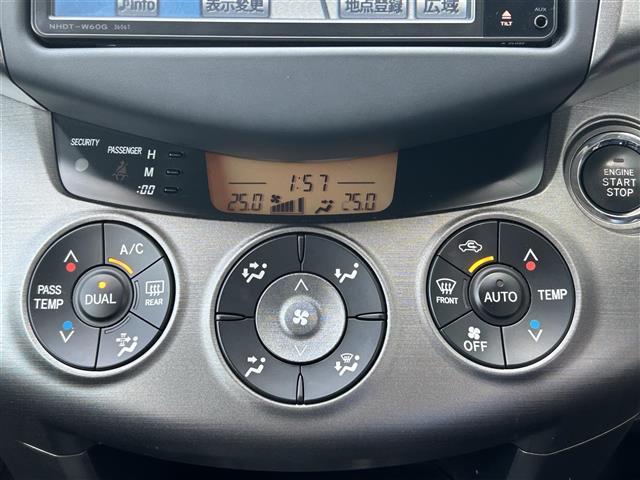 Info
表示変更
地点登録
広域
NHDT-W60G
TILT
AUX
SECURITY
PASSENGER
H
M
:00
1:57
25.0
25.0
ENGINE
START
STOP
A/C
PASS
TEMP
DUAL
REAR
FRONT
AUTO
TEMP
OFF